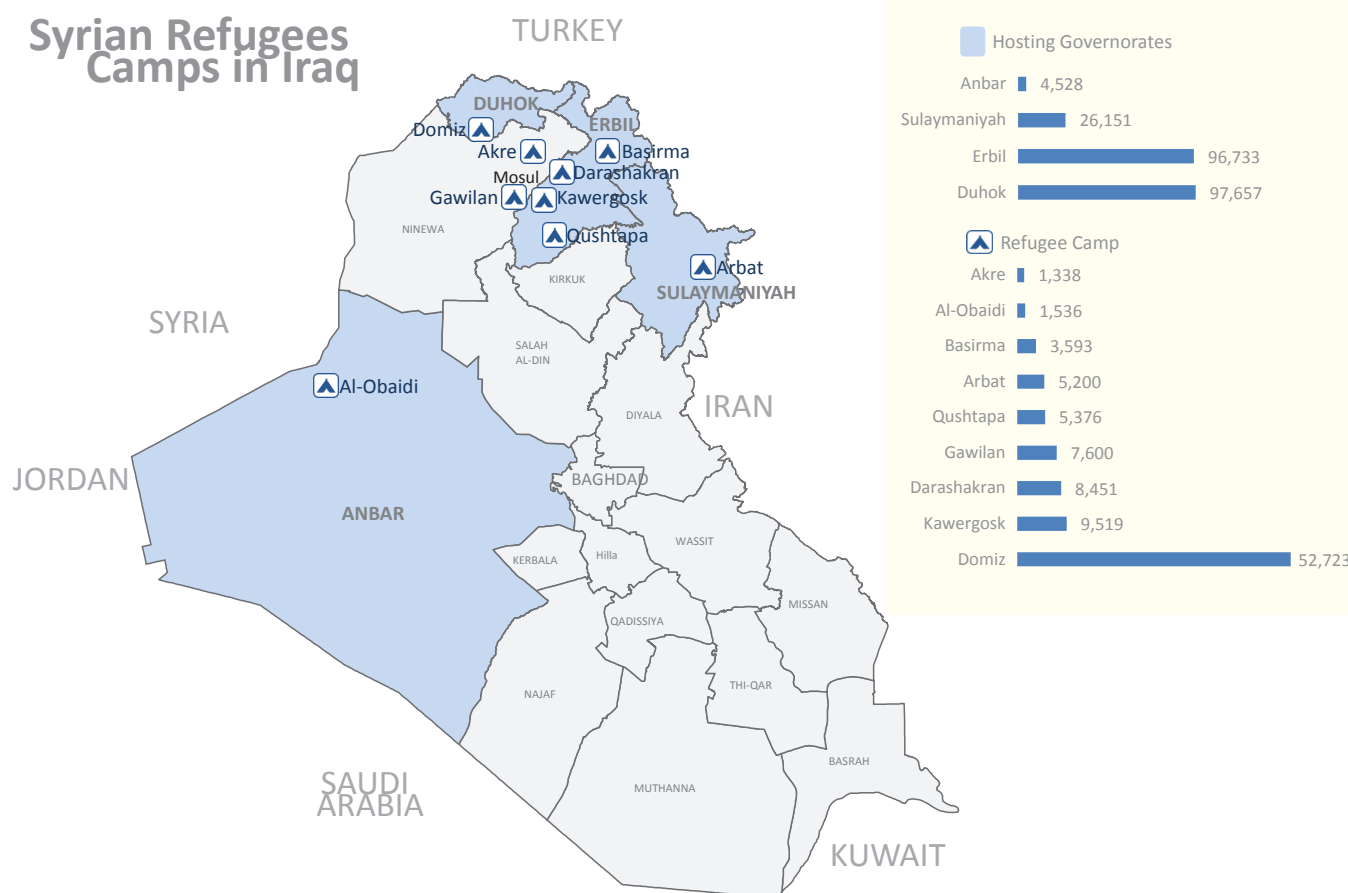 Syrian Refugees
Camps in Iraq
TURKEY
DUHOK
ERBIL
Domiz
Akre
Basirma
Mosul
Darashakran
Gawilan
Kawergosk
NINEWA
Qushtapa
Arbat
KIRKUK
SULAYMANIYAH
SYRIA
SALAH
AL-DIN
Al-Obaidi
IRAN
DIYALA
JORDAN
BAGHDAD
ANBAR
WASSIT
KERBALA
Hilla
MISSAN
QADISSIYA
THI-QAR
NAJAF
BASRAH
SAUDI
ARABIA
MUTHANNA
KUWAIT
Hosting Governorates
Anbar 4,528
Sulaymaniyah 26,151
Erbil 96,733
Duhok 97,657
Refugee Camp
Akre 1,338
Al-Obaidi 1,536
Basirma 3,593
Arbat 5,200
Qushtapa 5,376
Gawilan 7,600
Darashakran 8,451
Kawergosk 9,519
Domiz 52,723